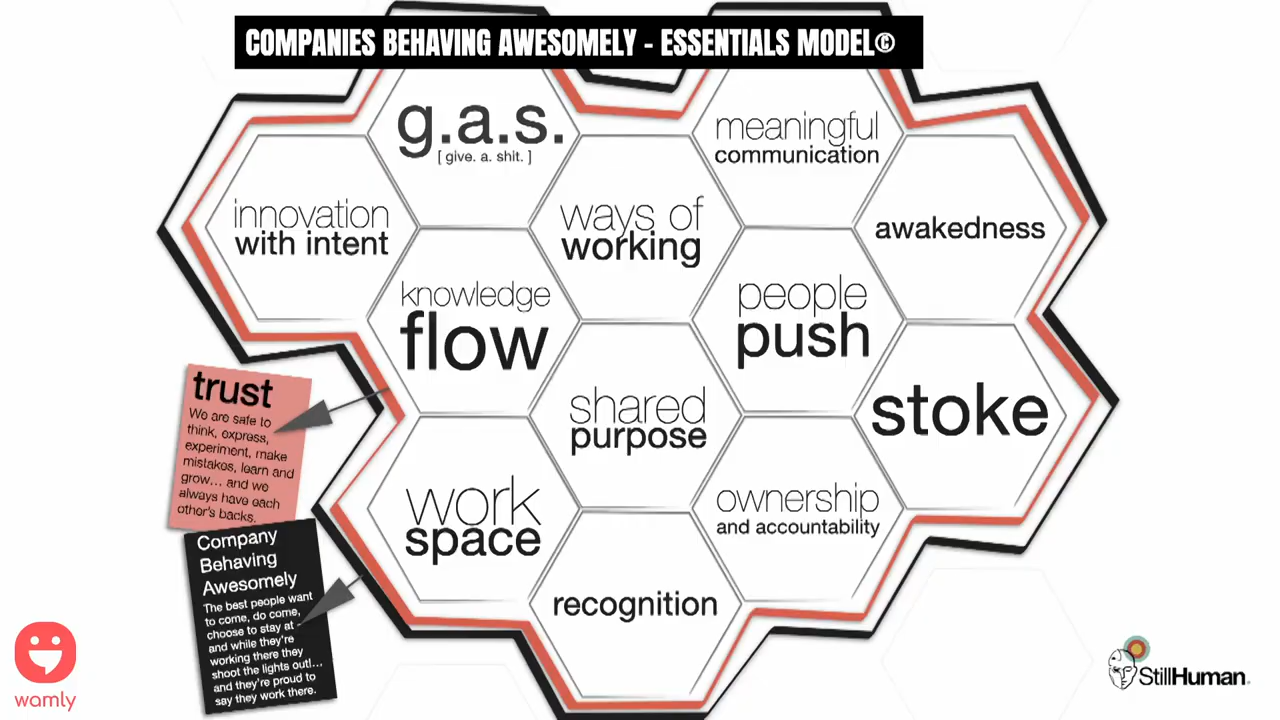 COMPANIES BEHAVING AWESOMELY - ESSENTIALS MODEL©
g.a.s.
[ give. a. shit. ]
meaningful
communication
innovation
with intent
ways of
working
awakedness
knowledge
flow
people
push
trust
We are safe to
think, express,
experiment, make
mistakes, learn and
grow... and we
always have each
other's backs.
shared
purpose
stoke
work
space
ownership
and accountability
Company
Behaving
Awesomely
The best people want
to come, do come,
choose to stay at -
and while they're
working there they
shoot the lights out!...
and they're proud to
say they work there.
recognition
wamly
StillHuman.